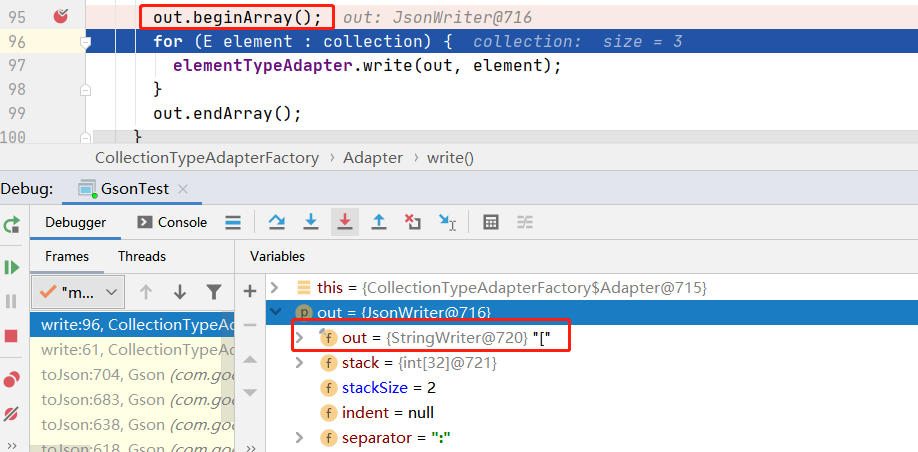 95 out.beginArray(); out: JsonWriter@716
96 for (E element : collection) { collection: size = 3
97 elementTypeAdapter.write(out, element);
98 }
99 out.endArray();
100 }
CollectionTypeAdapterFactory › Adapter › write()
Debug: GsonTest ×
Debugger Console
Frames Threads Variables
"m...
this = {CollectionTypeAdapterFactory$Adapter@715}
p out = {JsonWriter@716}
write:96, CollectionTypeAda
f out = {StringWriter@720} "["
write:61, CollectionTypeAda
f stack = {int[32]@721}
toJson:704, Gson (com.goo
f stackSize = 2
toJson:683, Gson (com.goo
f indent = null
toJson:638, Gson (com.goo
f separator = ":"
toJson:618, Gson (com.goo